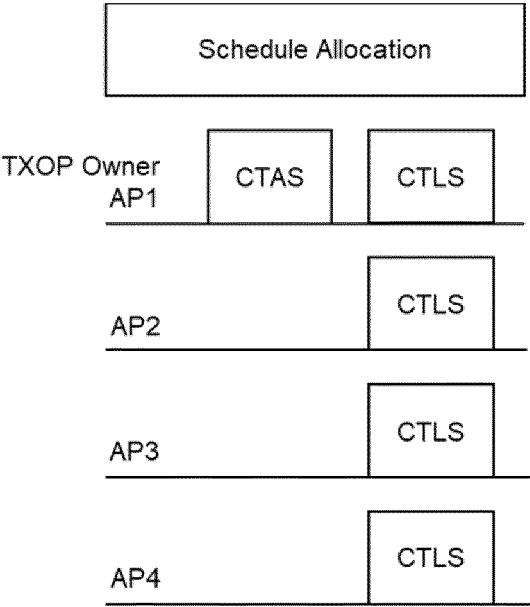 Schedule Allocation
TXOP Owner
AP1
CTAS
CTLS
AP2
CTLS
AP3
CTLS
AP4
CTLS